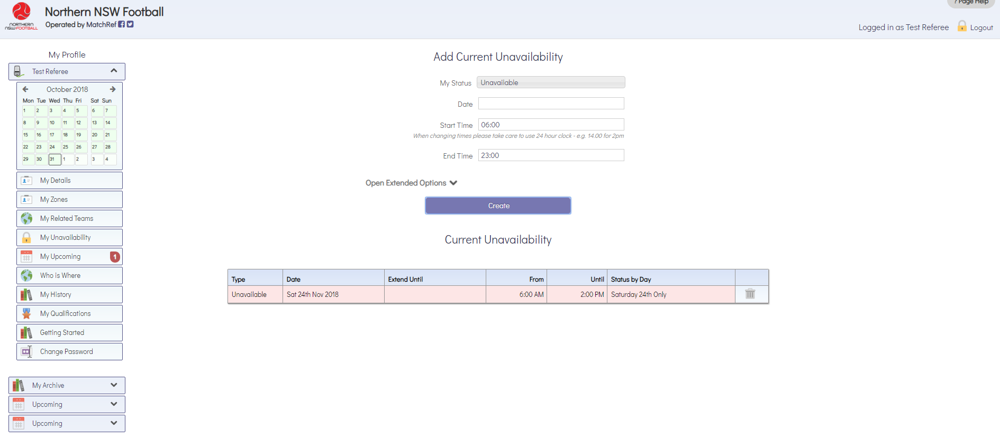 ? Page Help
Northern NSW Football
Operated by MatchRef
NORTHERN
NSWFOOTBALL
Logged in as Test Referee
Logout
My Profile
Test Referee
October 2018
Mon Tue Wed Thu Fri Sat Sun
1 2 3 4 5 6 7
8 9 10 11 12 13 14
15 16 17 18 19 20 21
22 23 24 25 26 27 28
29 30 31 1 2 3 4
My Details
My Zones
My Related Teams
My Unavailability
My Upcoming 1
Who is Where
My History
My Qualifications
Getting Started
Change Password
My Archive
Upcoming
Upcoming
Add Current Unavailability
My Status Unavailable
Date
Start Time 06:00
When changing times please take care to use 24 hour clock - e.g. 14.00 for 2pm
End Time 23:00
Open Extended Options
Create
Current Unavailability
Type Date Extend Until From Until Status by Day
Unavailable Sat 24th Nov 2018 6:00 AM 2:00 PM Saturday 24th Only